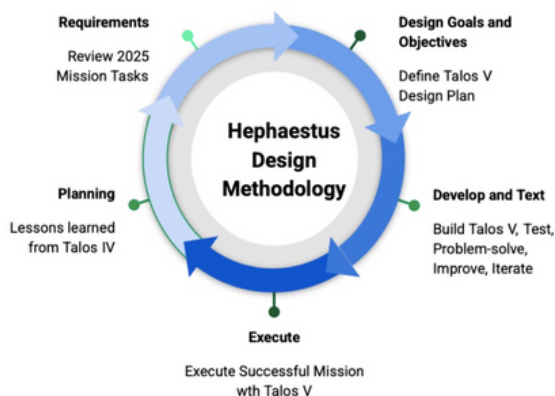 Requirements
Review 2025
Mission Tasks
Design Goals and
Objectives
Define Talos V
Design Plan
Hephaestus
Design
Methodology
Planning
Lessons learned
from Talos IV
Develop and Text
Build Talos V, Test,
Problem-solve,
Improve, Iterate
Execute
Execute Successful Mission
wth Talos V